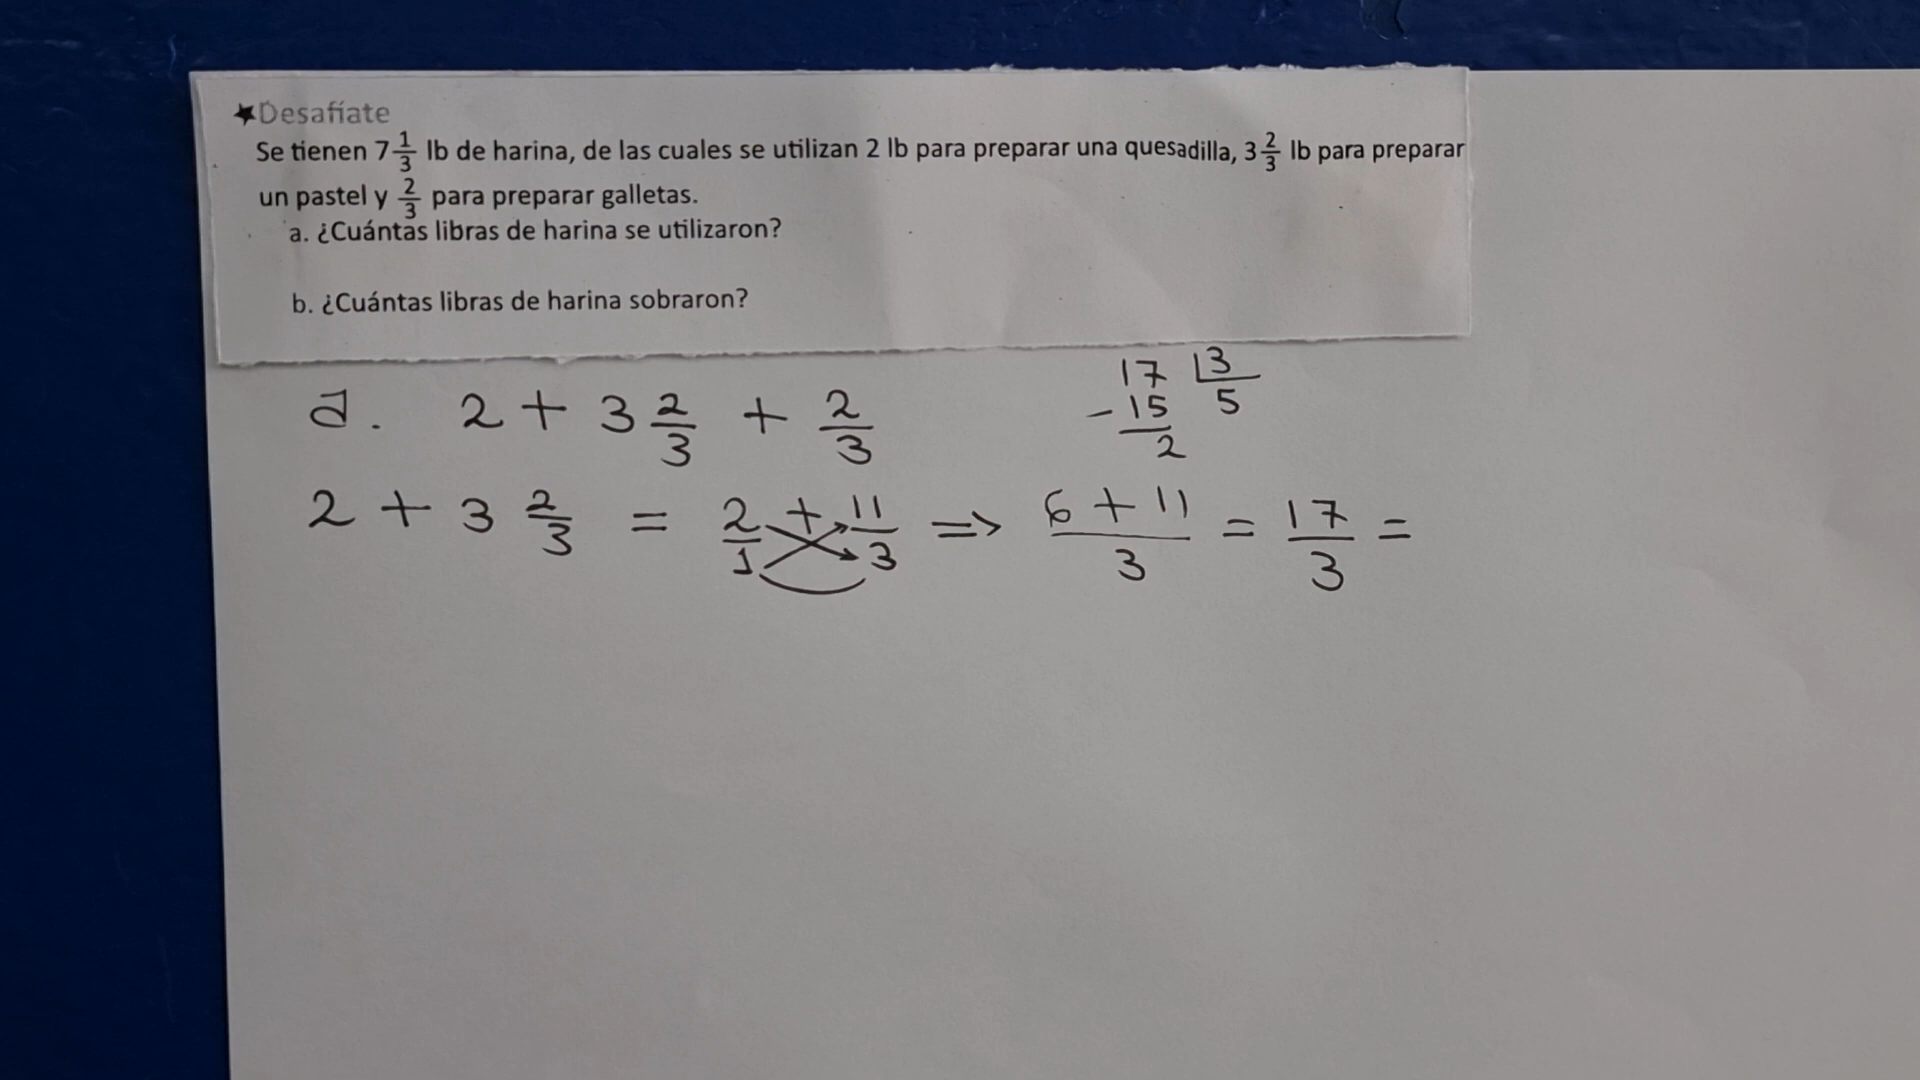 ★Desafíate
Se tienen 7 1/3 lb de harina, de las cuales se utilizan 2 lb para preparar una quesadilla, 3 2/3 lb para preparar
un pastel y 2/3 para preparar galletas.
a. ¿Cuántas libras de harina se utilizaron?
b. ¿Cuántas libras de harina sobraron?
17 | 3
- 15 5
2
a. 2 + 3 2/3 + 2/3
2 + 3 2/3 = 2/1 + 11/3 => (6 + 11)/3 = 17/3 =